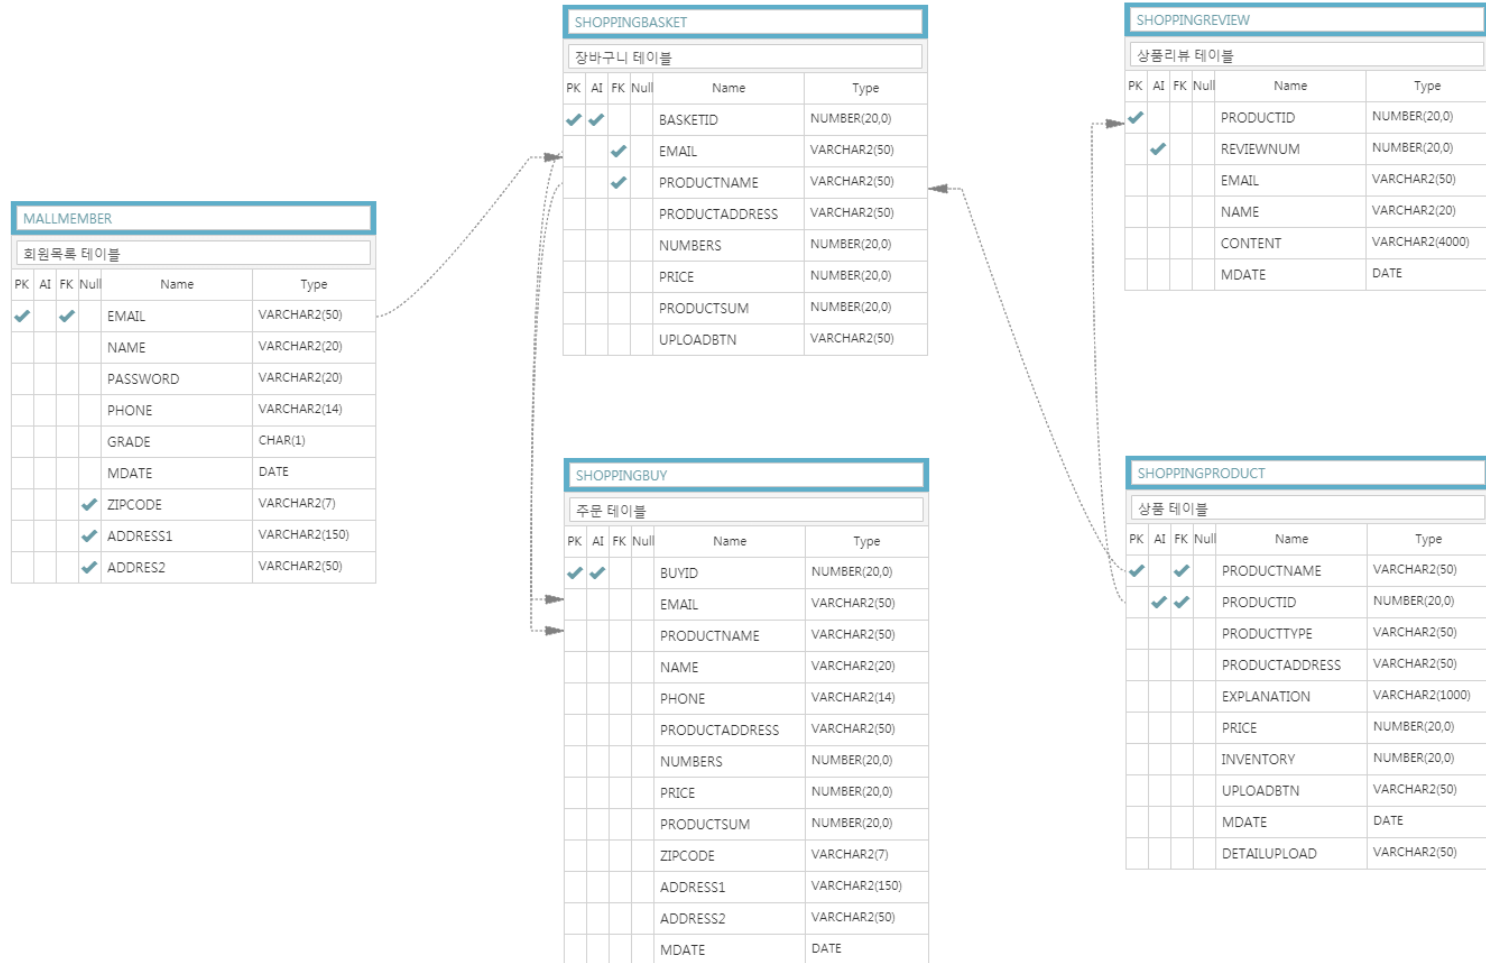 SHOPPINGBASKET
장바구니 테이블
PK AI FK Null Name Type
BASKETID NUMBER(20,0)
EMAIL VARCHAR2(50)
PRODUCTNAME VARCHAR2(50)
PRODUCTADDRESS VARCHAR2(50)
NUMBERS NUMBER(20,0)
PRICE NUMBER(20,0)
PRODUCTSUM NUMBER(20,0)
UPLOADBTN VARCHAR2(50)
SHOPPINGREVIEW
상품리뷰 테이블
PK AI FK Null Name Type
PRODUCTID NUMBER(20,0)
REVIEWNUM NUMBER(20,0)
EMAIL VARCHAR2(50)
NAME VARCHAR2(20)
CONTENT VARCHAR2(4000)
MDATE DATE
MALLMEMBER
회원목록 테이블
PK AI FK Null Name Type
EMAIL VARCHAR2(50)
NAME VARCHAR2(20)
PASSWORD VARCHAR2(20)
PHONE VARCHAR2(14)
GRADE CHAR(1)
MDATE DATE
ZIPCODE VARCHAR2(7)
ADDRESS1 VARCHAR2(150)
ADDRES2 VARCHAR2(50)
SHOPPINGBUY
주문 테이블
PK AI FK Null Name Type
BUYID NUMBER(20,0)
EMAIL VARCHAR2(50)
PRODUCTNAME VARCHAR2(50)
NAME VARCHAR2(20)
PHONE VARCHAR2(14)
PRODUCTADDRESS VARCHAR2(50)
NUMBERS NUMBER(20,0)
PRICE NUMBER(20,0)
PRODUCTSUM NUMBER(20,0)
ZIPCODE VARCHAR2(7)
ADDRESS1 VARCHAR2(150)
ADDRESS2 VARCHAR2(50)
MDATE DATE
SHOPPINGPRODUCT
상품 테이블
PK AI FK Null Name Type
PRODUCTNAME VARCHAR2(50)
PRODUCTID NUMBER(20,0)
PRODUCTTYPE VARCHAR2(50)
PRODUCTADDRESS VARCHAR2(50)
EXPLANATION VARCHAR2(1000)
PRICE NUMBER(20,0)
INVENTORY NUMBER(20,0)
UPLOADBTN VARCHAR2(50)
MDATE DATE
DETAILUPLOAD VARCHAR2(50)